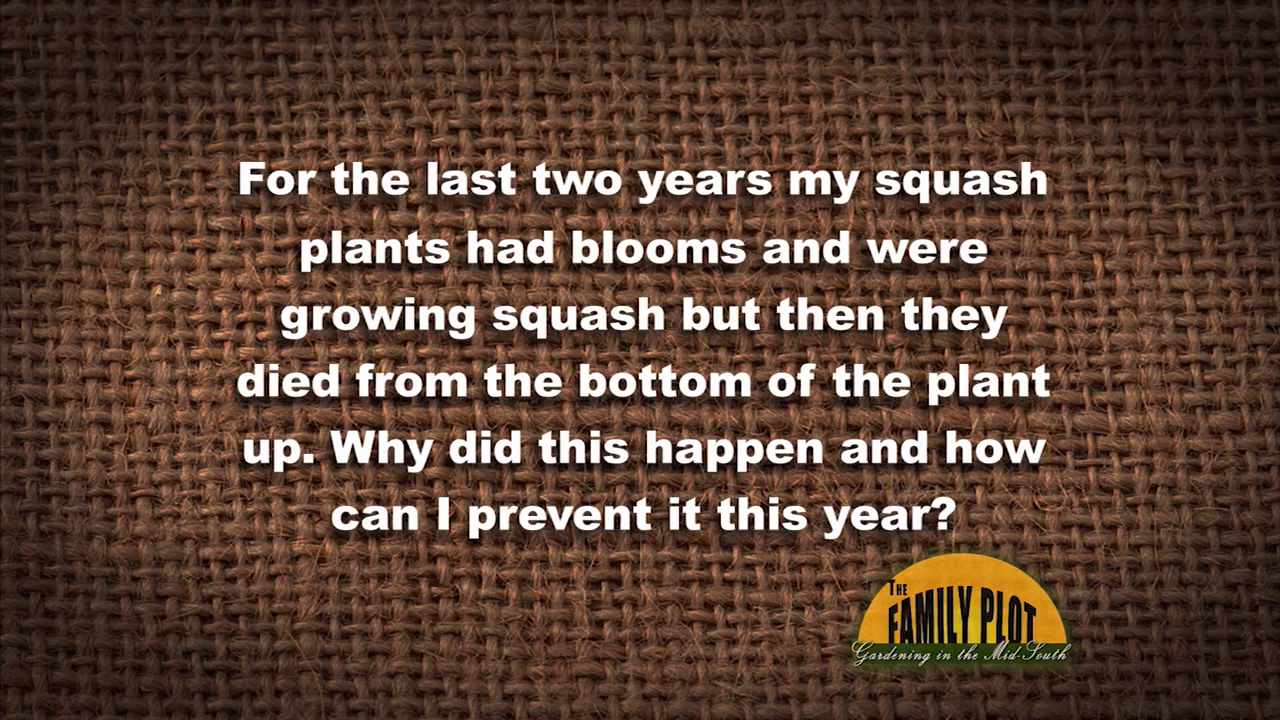 For the last two years my squash
plants had blooms and were
growing squash but then they
died from the bottom of the plant
up. Why did this happen and how
can I prevent it this year?
THE
FAMILY PLOT
Gardening in the Mid-South